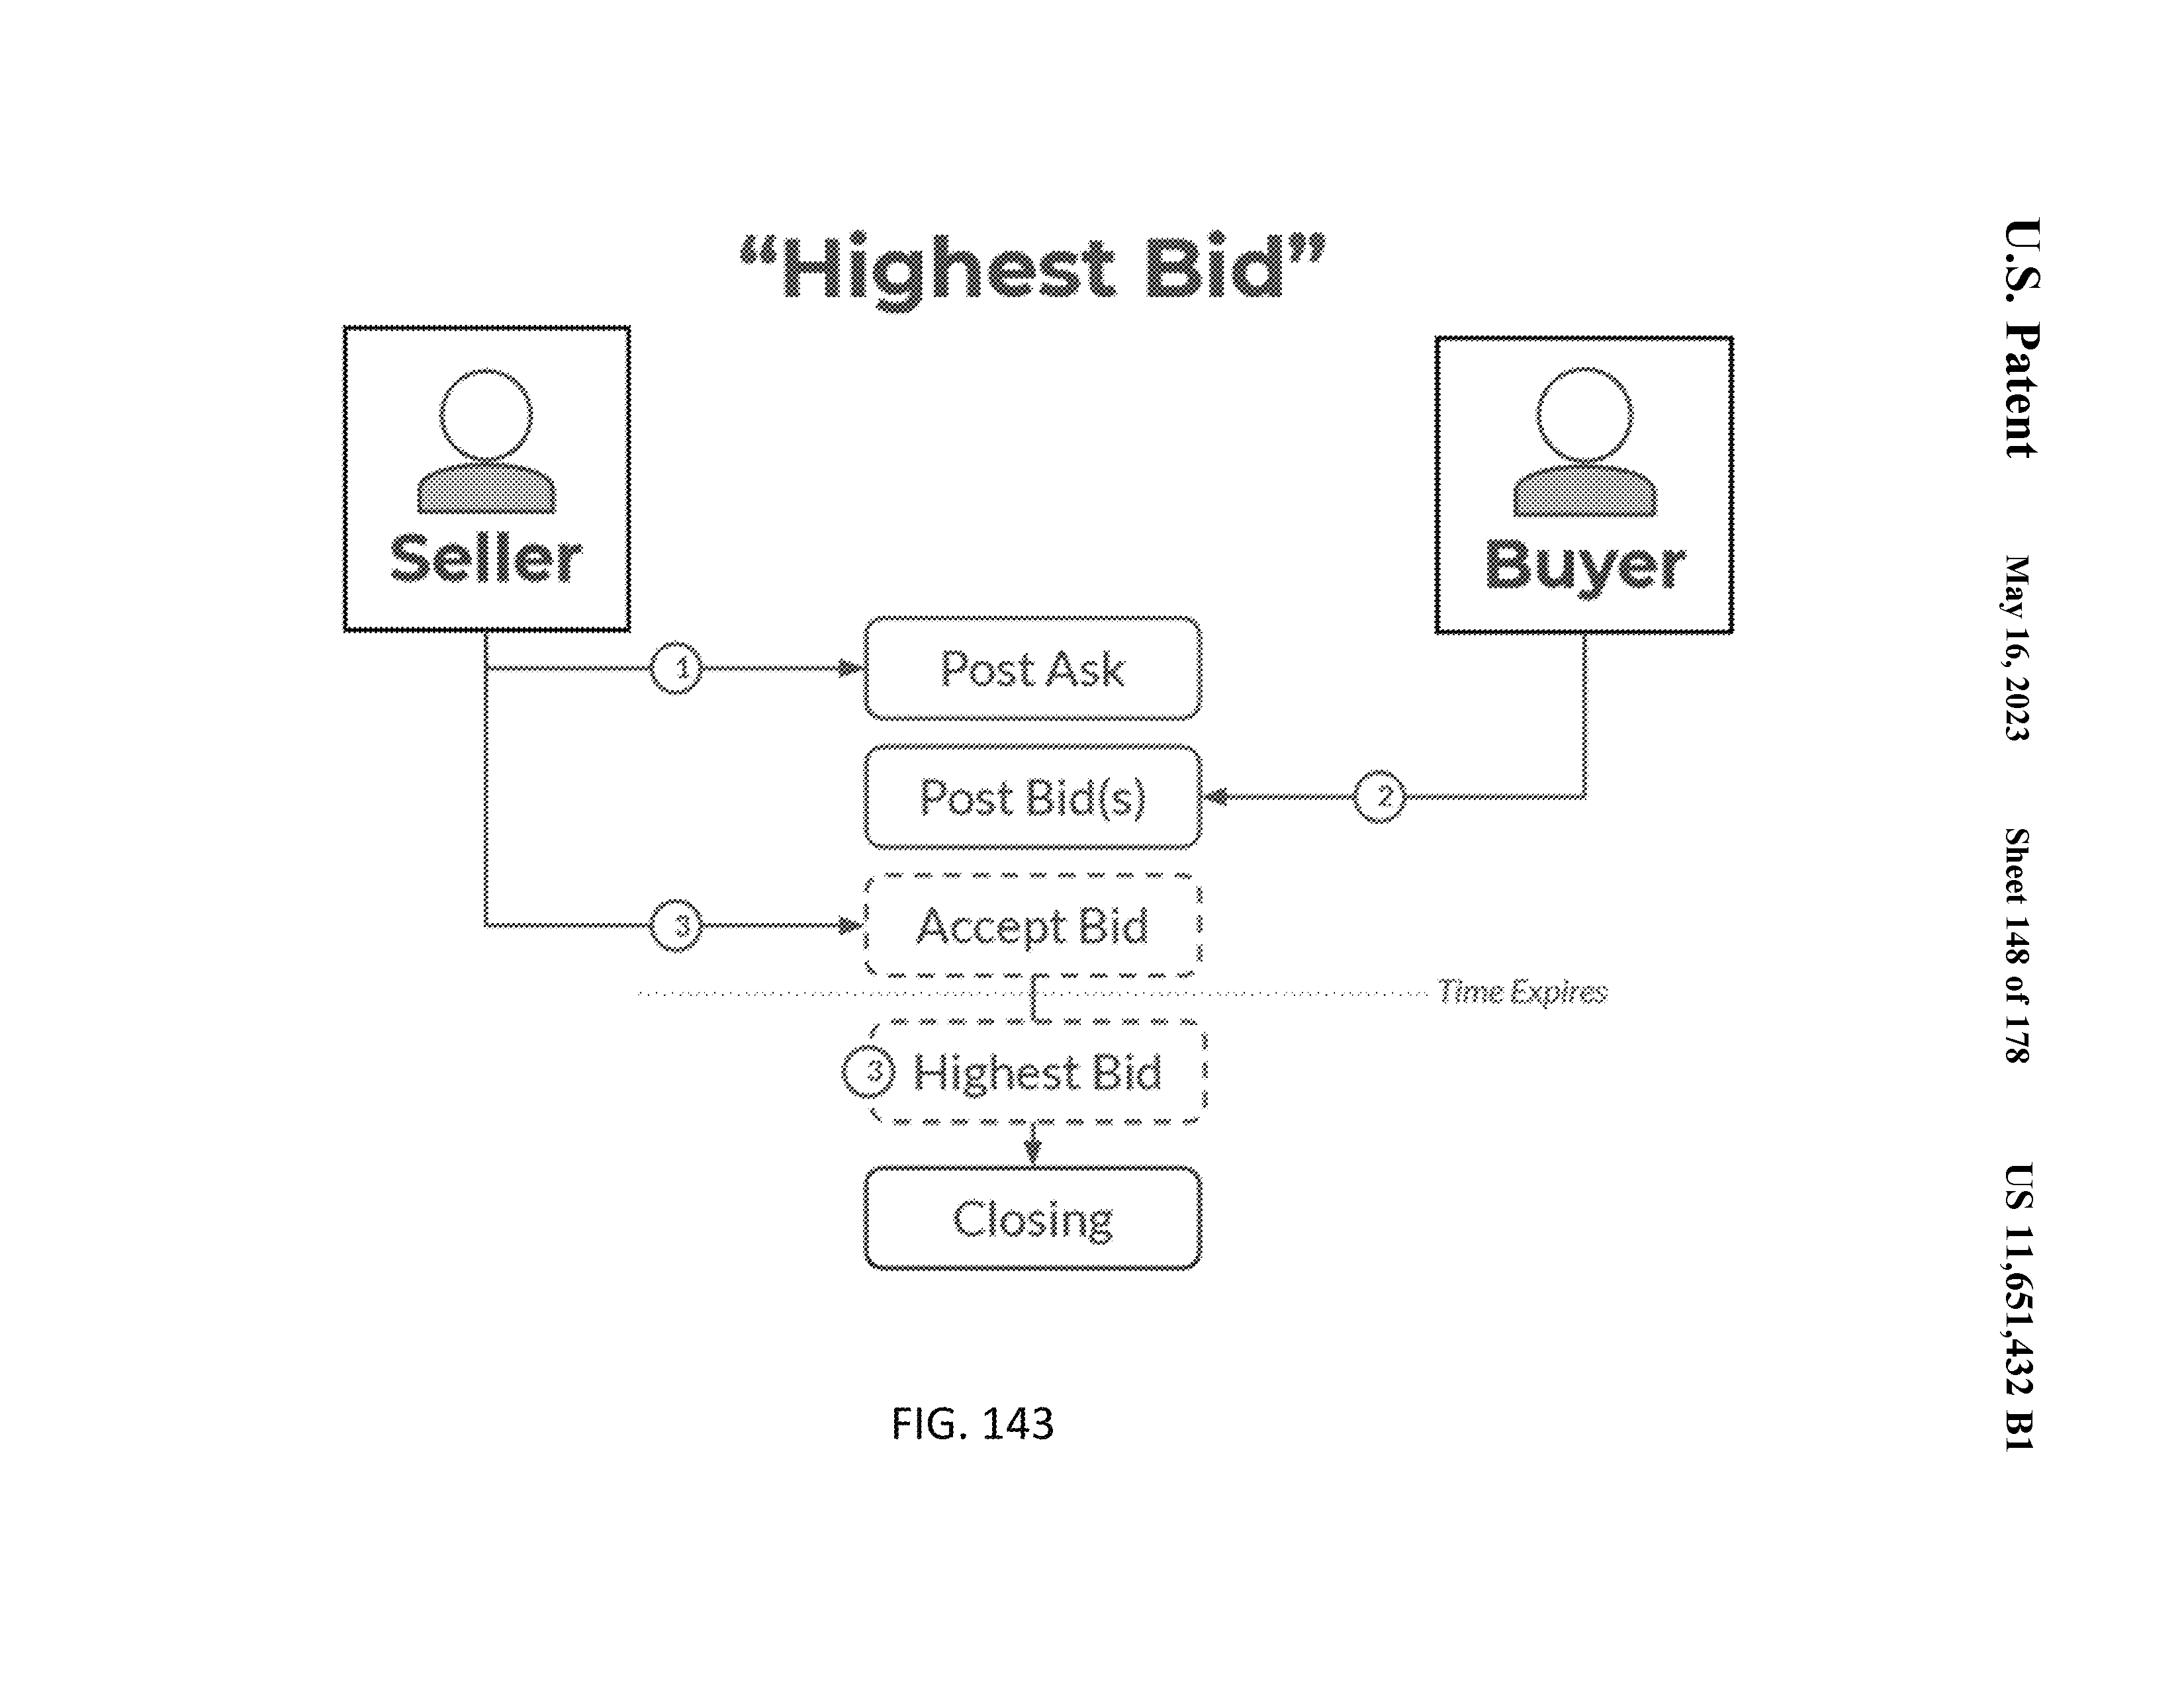 U.S. Patent May 16, 2023 Sheet 148 of 178 US 11,651,432 B1
“Highest Bid”
Seller
Buyer
1
Post Ask
Post Bid(s)
2
3
Accept Bid
Time Expires
3
Highest Bid
Closing
FIG. 143